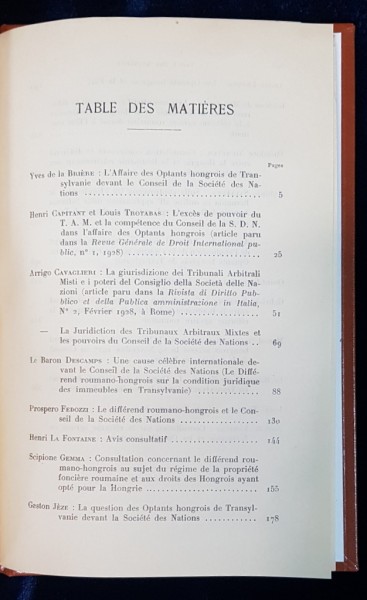 TABLE DES MATIÈRES
Pages
Yves de la BRIÈRE : L'Affaire des Optants hongrois de Tran-
sylvanie devant le Conseil de la Société des Na-
tions ........................................ 5
Henri CAPITANT et Louis TROTABAS : L'excès de pouvoir du
T. A. M. et la compétence du Conseil de la S. D. N.
dans l'affaire des Optants hongrois (article paru
dans la Revue Générale de Droit International pu-
blic, n° 1, 1928) ............................ 25
Arrigo CAVAGLIERI : La giurisdizione dei Tribunali Arbitrali
Misti e i poteri del Consiglio della Società delle Na-
zioni (article paru dans la Rivista di Diritto Pub-
blico et della Publica amministrazione in Italia,
N° 2, Février 1928, à Rome) .................. 51
— La Juridiction des Tribunaux Arbitraux Mixtes et
les pouvoirs du Conseil de la Société des Nations .. 69
Le Baron DESCAMPS : Une cause célèbre internationale de-
vant le Conseil de la Société des Nations (Le Diffé-
rend roumano-hongrois sur la condition juridique
des immeubles en Transylvanie) ............... 88
Prospero FEDOZZI : Le différend roumano-hongrois et le Con-
seil de la Société des Nations ............... 130
Henri LA FONTAINE : Avis consultatif ................ 144
Scipione GEMMA : Consultation concernant le différend rou-
mano-hongrois au sujet du régime de la propriété
foncière roumaine et aux droits des Hongrois ayant
opté pour la Hongrie ......................... 155
Gaston JÈZE : La question des Optants Hongrois de Transyl-
vanie devant la Société des Nations ............ 178